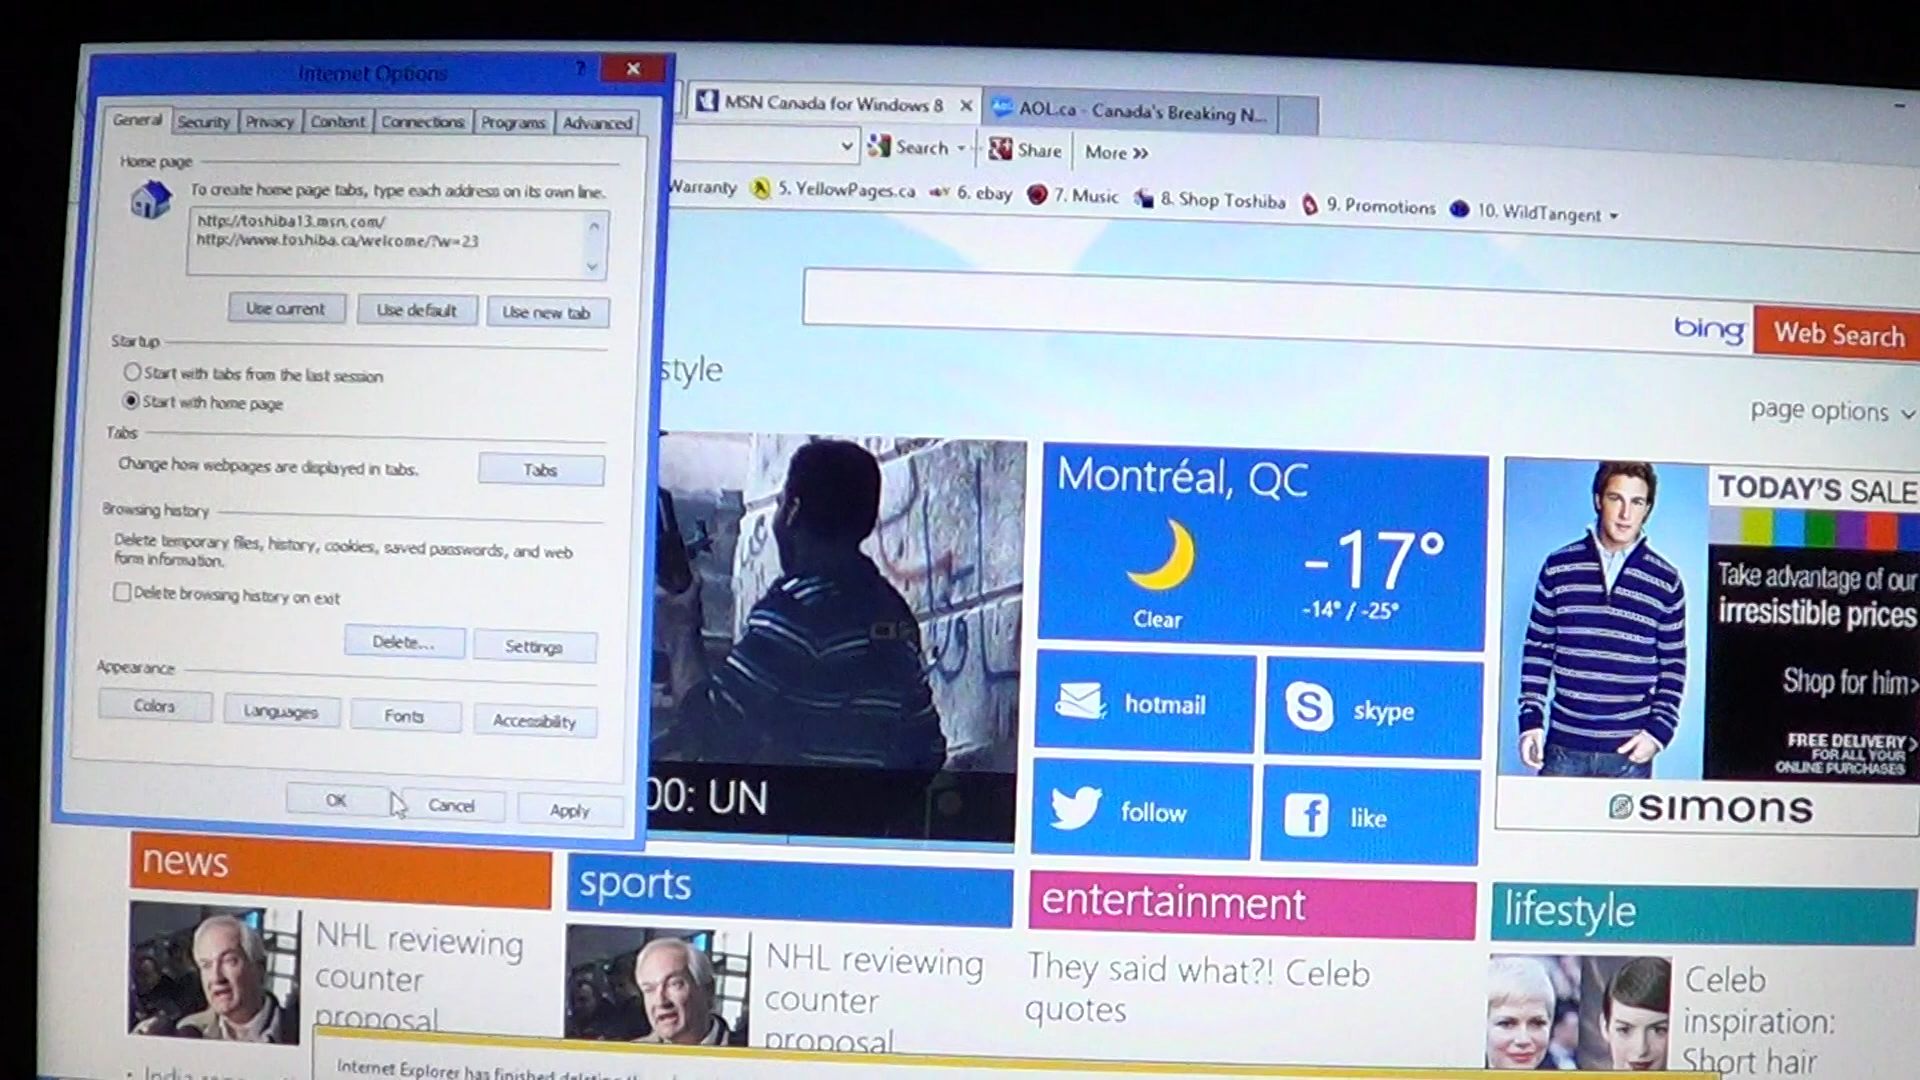 Internet Options ? x
General Security Privacy Content Connections Programs Advanced
Home page
To create home page tabs, type each address on its own line.
http://toshiba13.msn.com/
http://www.toshiba.ca/welcome/?w=23
Use current Use default Use new tab
Startup
Start with tabs from the last session
Start with home page
Tabs
Change how webpages are displayed in tabs.
Tabs
Browsing history
Delete temporary files, history, cookies, saved passwords, and web
form information.
Delete browsing history on exit
Delete... Settings
Appearance
Colors Languages Fonts Accessibility
OK Cancel Apply
MSN Canada for Windows 8 x
AOL.ca - Canada's Breaking N...
Search Share More >>
Warranty 5. YellowPages.ca 6. ebay 7. Music 8. Shop Toshiba 9. Promotions 10. WildTangent
bing Web Search
style
page options
00: UN
Montréal, QC
-17°
-14° / -25°
Clear
hotmail
skype
follow
like
TODAY'S SALE
Take advantage of our
irresistible prices
Shop for him>
FREE DELIVERY >
FOR ALL YOUR
ONLINE PURCHASES
simons
news
NHL reviewing
counter
proposal
sports
NHL reviewing
counter
proposal
entertainment
They said what?! Celeb
quotes
lifestyle
Celeb
inspiration:
Short hair
Internet Explorer has finished